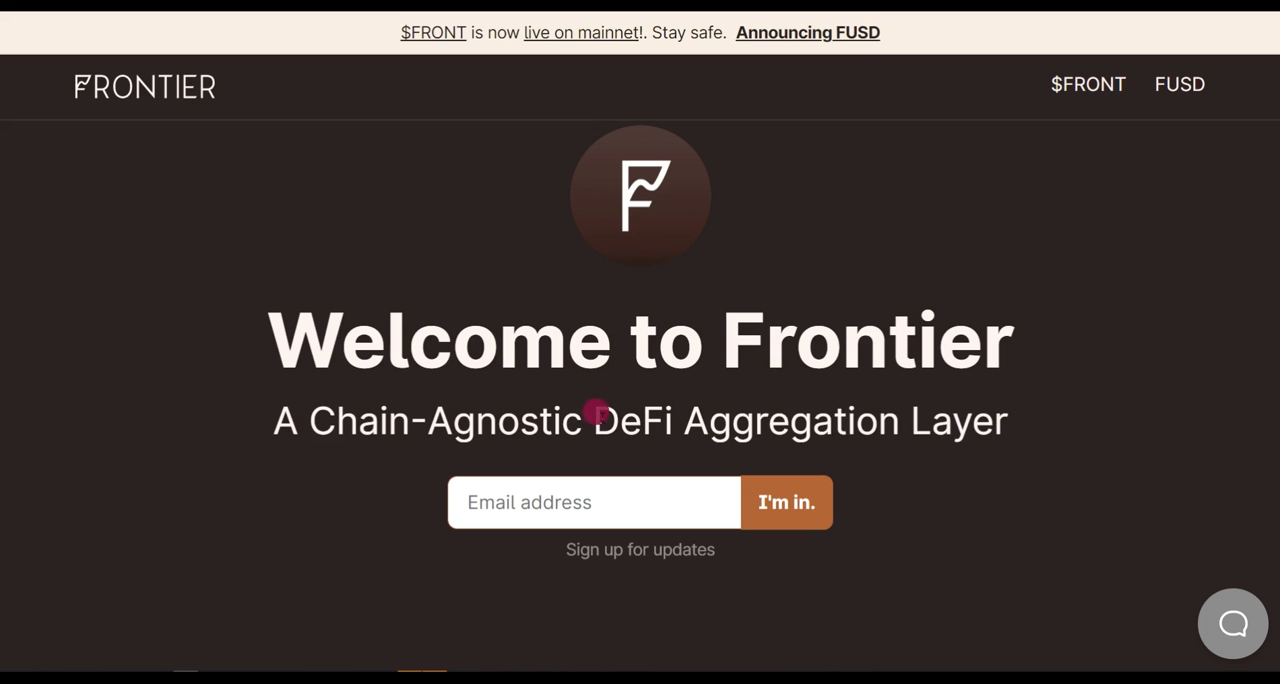 $FRONT is now live on mainnet!. Stay safe. Announcing FUSD
FRONTIER
$FRONT FUSD
F
Welcome to Frontier
A Chain-Agnostic DeFi Aggregation Layer
Email address I'm in.
Sign up for updates